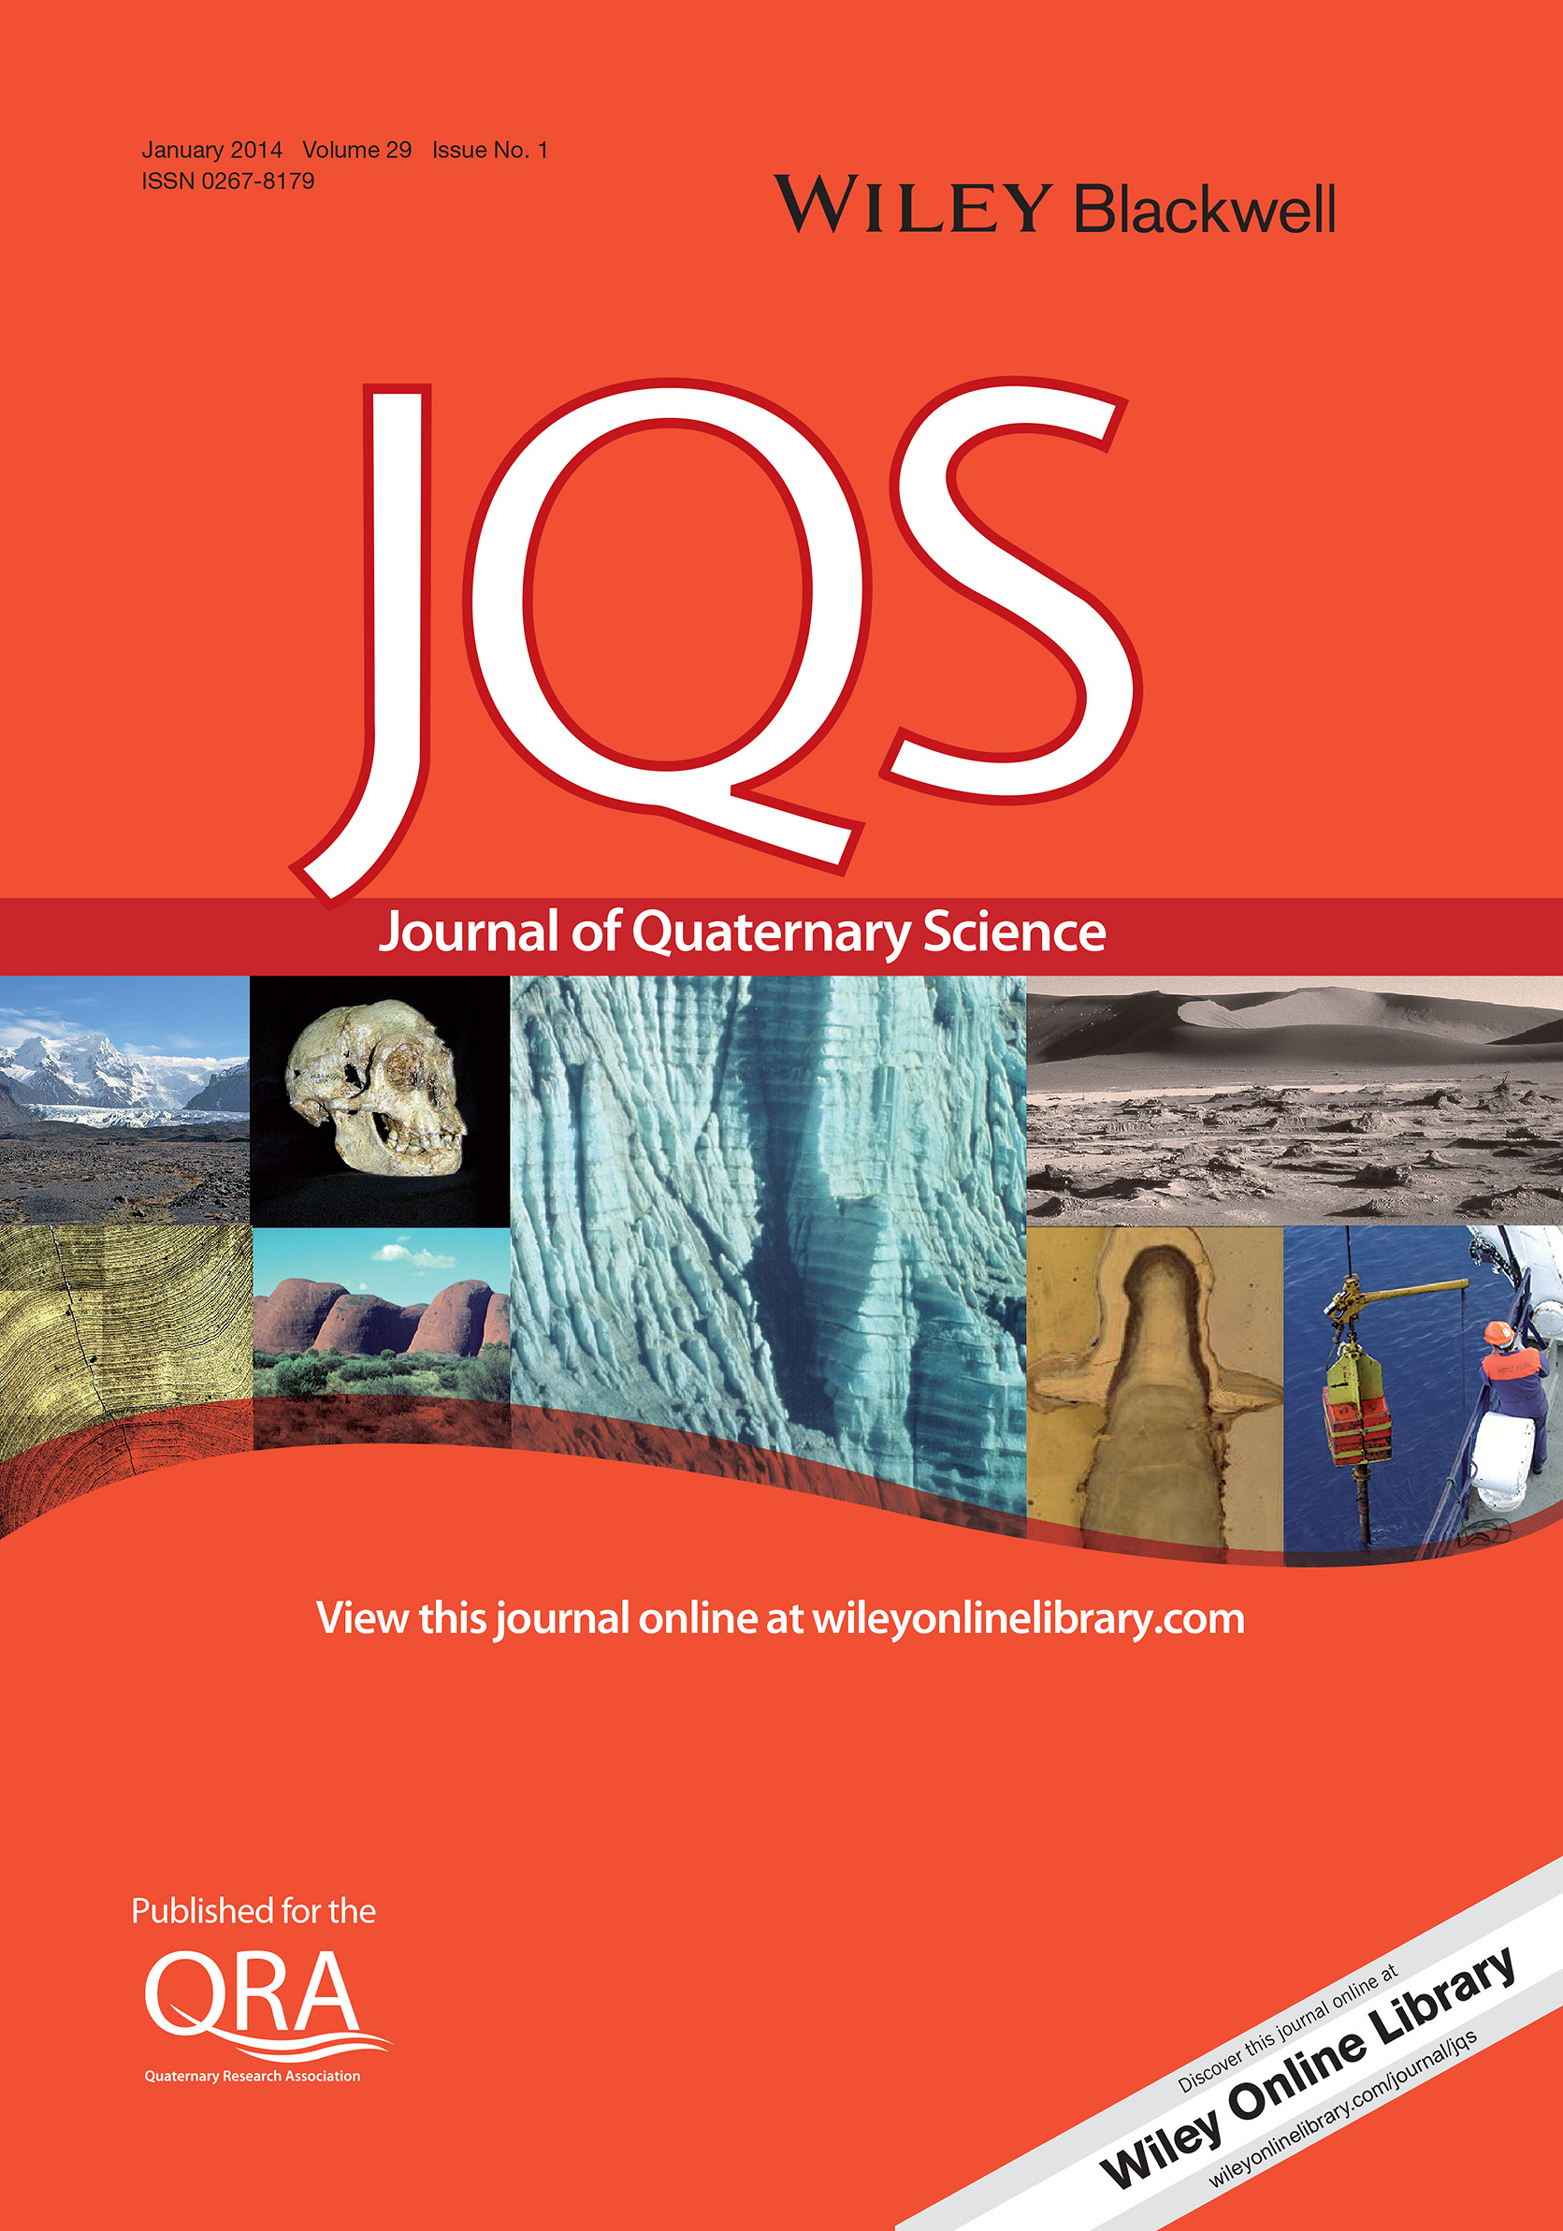 January 2014 Volume 29 Issue No. 1
ISSN 0267-8179
WILEY Blackwell
JQS
Journal of Quaternary Science
View this journal online at wileyonlinelibrary.com
Published for the
QRA
Quaternary Research Association
Discover this journal online at
Wiley Online Library
wileyonlinelibrary.com/journal/jqs